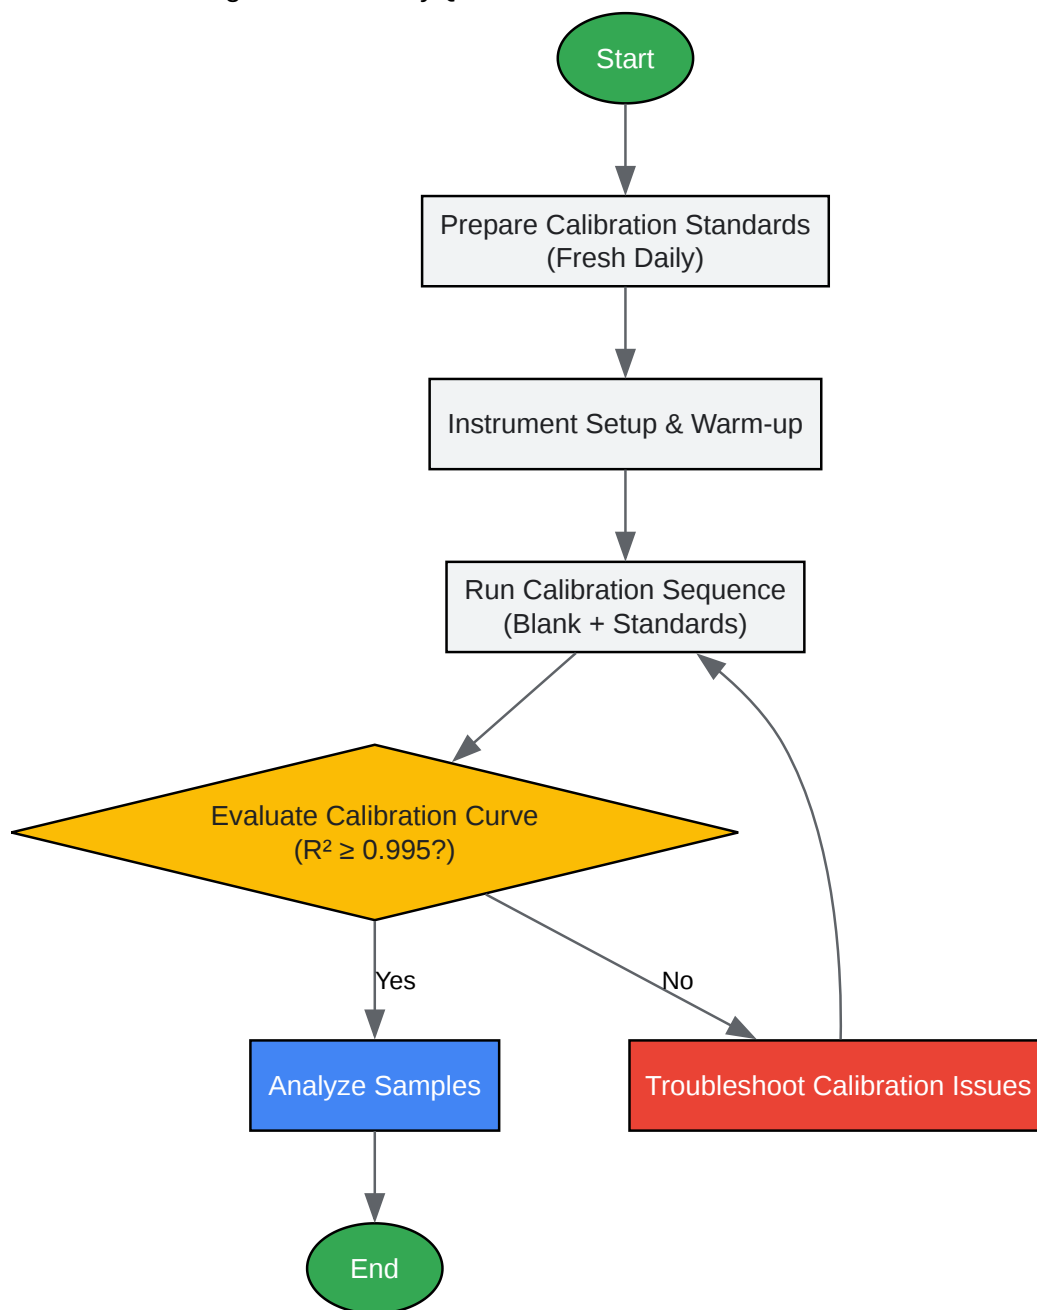 Start
Prepare Calibration Standards
(Fresh Daily)
Instrument Setup & Warm-up
Run Calibration Sequence
(Blank + Standards)
Evaluate Calibration Curve
(R² ≥ 0.995?)
Yes
No
Analyze Samples
Troubleshoot Calibration Issues
End